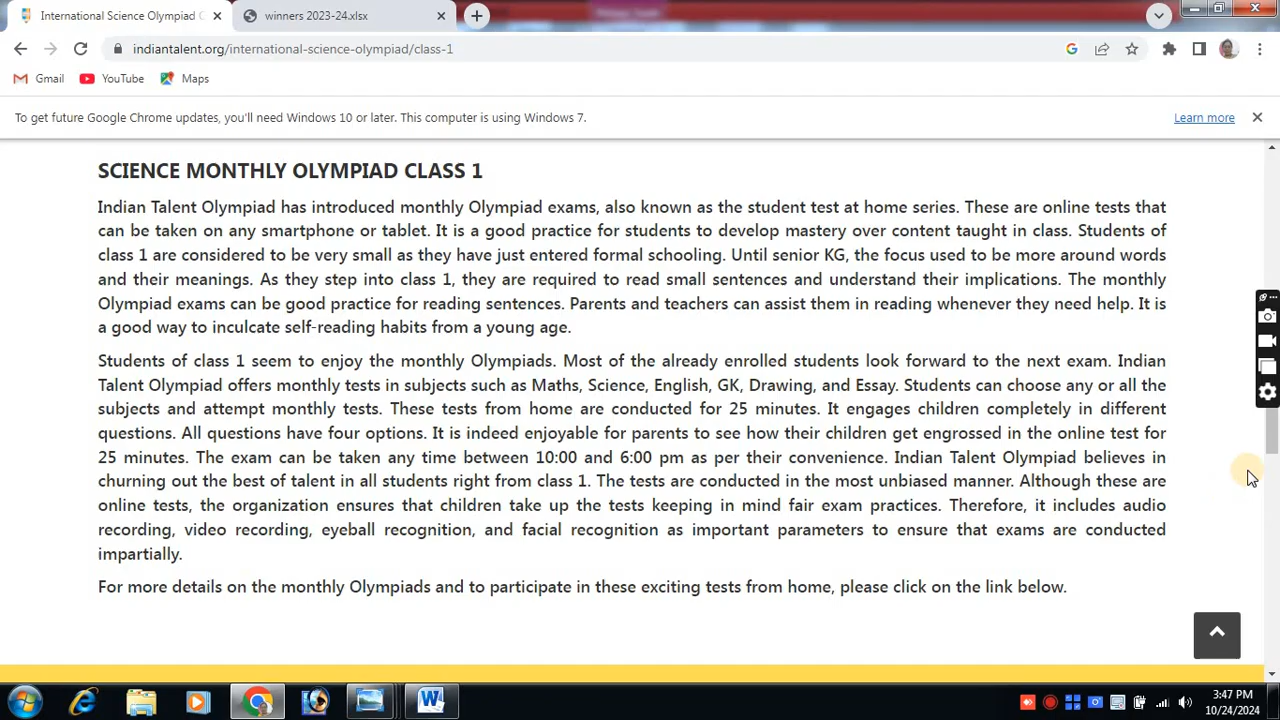 International Science Olympiad C
winners 2023-24.xlsx
indiantalent.org/international-science-olympiad/class-1
Gmail
YouTube
Maps
To get future Google Chrome updates, you'll need Windows 10 or later. This computer is using Windows 7.
Learn more
SCIENCE MONTHLY OLYMPIAD CLASS 1
Indian Talent Olympiad has introduced monthly Olympiad exams, also known as the student test at home series. These are online tests that
can be taken on any smartphone or tablet. It is a good practice for students to develop mastery over content taught in class. Students of
class 1 are considered to be very small as they have just entered formal schooling. Until senior KG, the focus used to be more around words
and their meanings. As they step into class 1, they are required to read small sentences and understand their implications. The monthly
Olympiad exams can be good practice for reading sentences. Parents and teachers can assist them in reading whenever they need help. It is
a good way to inculcate self-reading habits from a young age.
Students of class 1 seem to enjoy the monthly Olympiads. Most of the already enrolled students look forward to the next exam. Indian
Talent Olympiad offers monthly tests in subjects such as Maths, Science, English, GK, Drawing, and Essay. Students can choose any or all the
subjects and attempt monthly tests. These tests from home are conducted for 25 minutes. It engages children completely in different
questions. All questions have four options. It is indeed enjoyable for parents to see how their children get engrossed in the online test for
25 minutes. The exam can be taken any time between 10:00 and 6:00 pm as per their convenience. Indian Talent Olympiad believes in
churning out the best of talent in all students right from class 1. The tests are conducted in the most unbiased manner. Although these are
online tests, the organization ensures that children take up the tests keeping in mind fair exam practices. Therefore, it includes audio
recording, video recording, eyeball recognition, and facial recognition as important parameters to ensure that exams are conducted
impartially.
For more details on the monthly Olympiads and to participate in these exciting tests from home, please click on the link below.
3:47 PM
10/24/2024